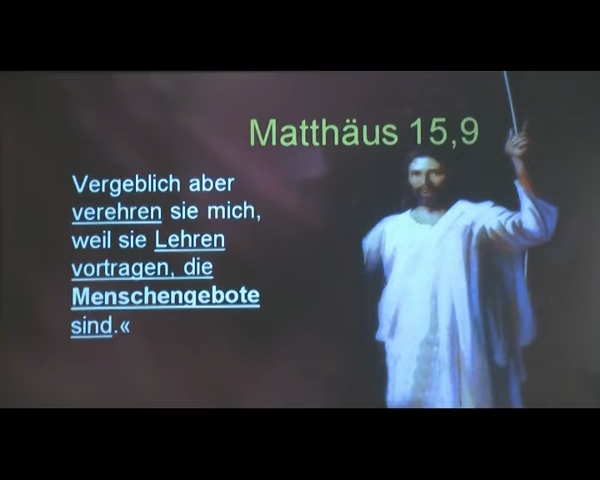 Matthäus 15,9
Vergeblich aber
verehren sie mich,
weil sie Lehren
vortragen, die
Menschengebote
sind.«